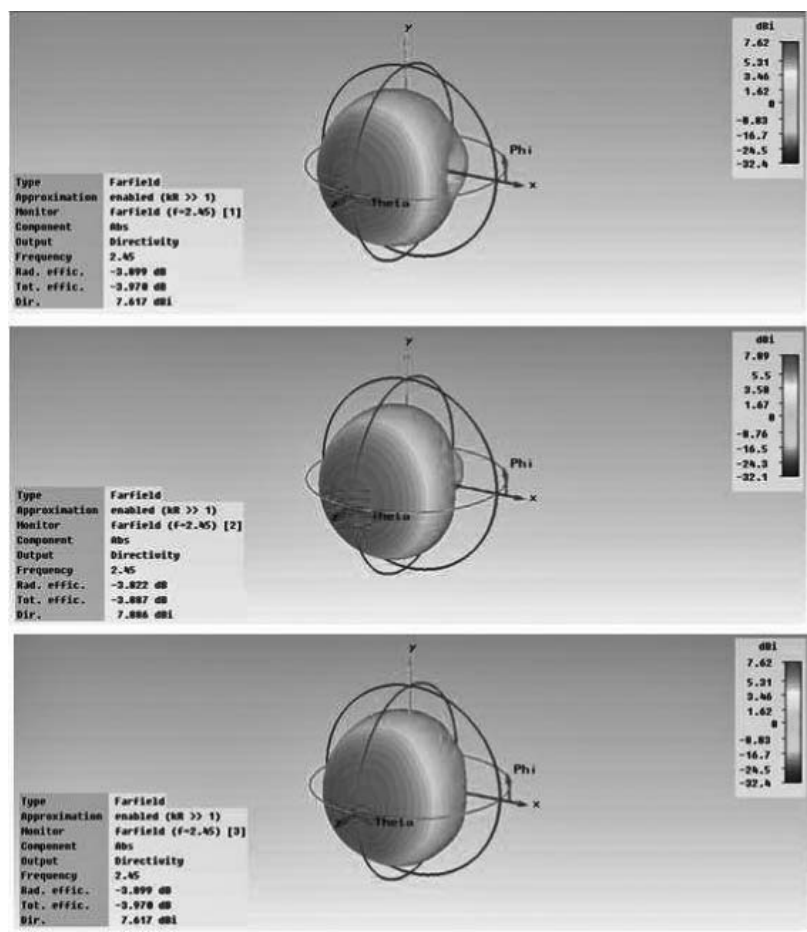 y
dBi
7.62
5.31
3.46
1.62
0
-8.83
-16.7
-24.5
-32.4
Phi
x
Theta
Type Farfield
Approximation enabled (kR >> 1)
Monitor farfield (f=2.45) [1]
Component Abs
Output Directivity
Frequency 2.45
Rad. effic. -3.899 dB
Tot. effic. -3.970 dB
Dir. 7.617 dBi
y
dBi
7.89
5.5
3.58
1.67
0
-8.76
-16.5
-24.3
-32.1
Phi
x
Theta
Type Farfield
Approximation enabled (kR >> 1)
Monitor farfield (f=2.45) [2]
Component Abs
Output Directivity
Frequency 2.45
Rad. effic. -3.822 dB
Tot. effic. -3.887 dB
Dir. 7.886 dBi
y
dBi
7.62
5.31
3.46
1.62
0
-8.83
-16.7
-24.5
-32.4
Phi
x
Theta
Type Farfield
Approximation enabled (kR >> 1)
Monitor farfield (f=2.45) [3]
Component Abs
Output Directivity
Frequency 2.45
Rad. effic. -3.899 dB
Tot. effic. -3.970 dB
Dir. 7.617 dBi